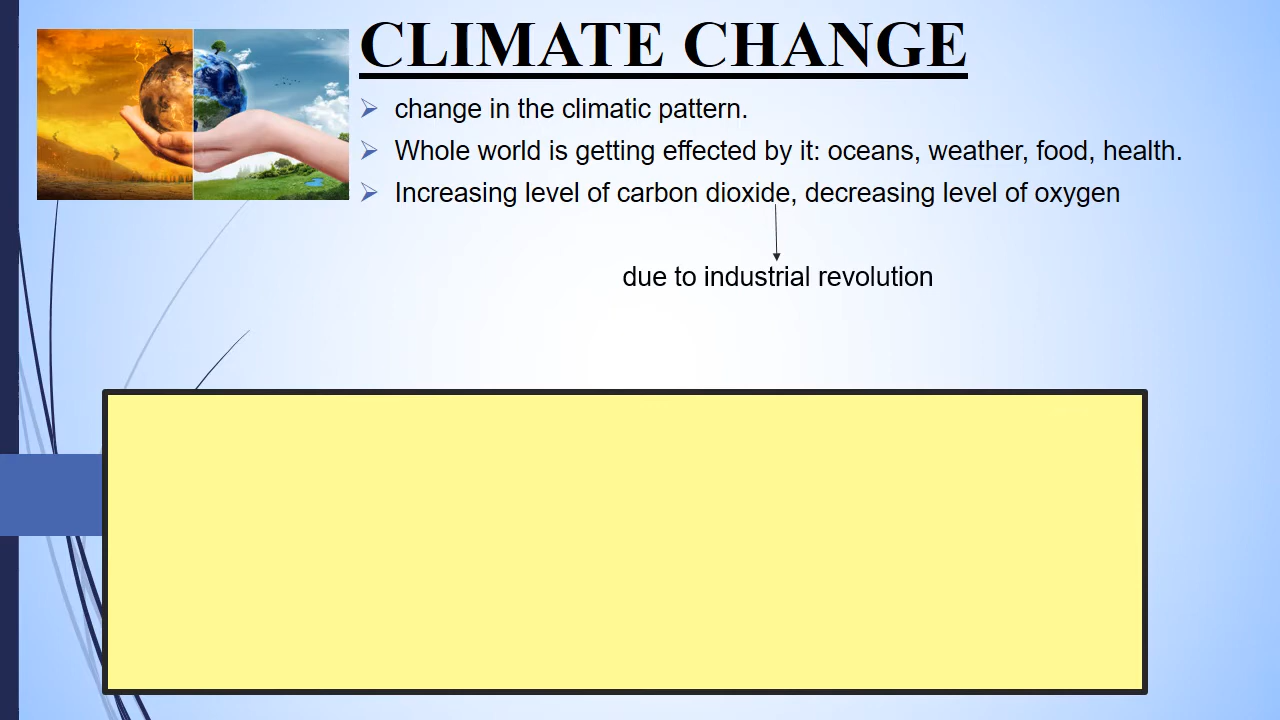 CLIMATE CHANGE
change in the climatic pattern.
Whole world is getting effected by it: oceans, weather, food, health.
Increasing level of carbon dioxide, decreasing level of oxygen
due to industrial revolution